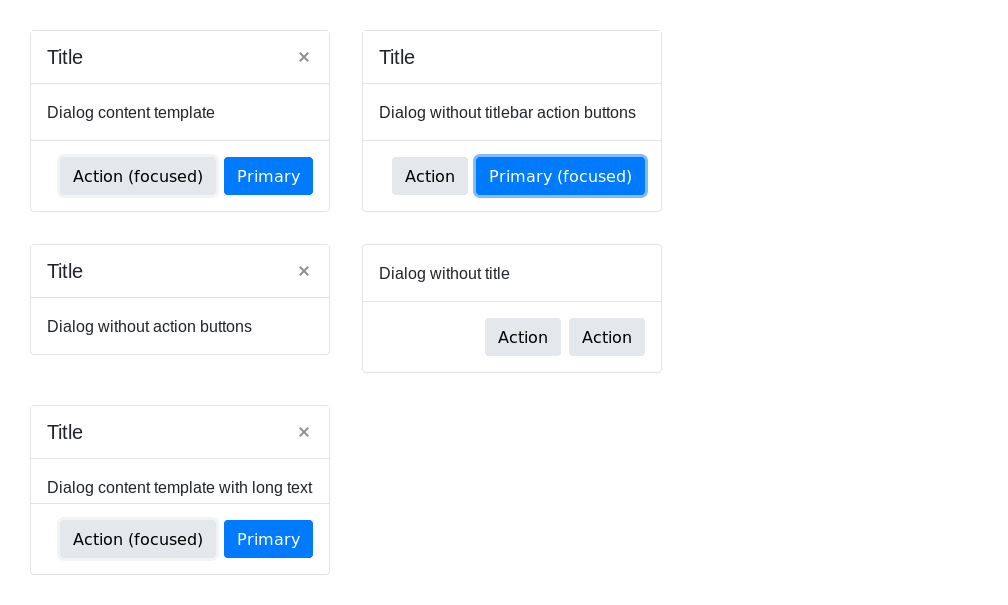 Title
Dialog content template
Action (focused) Primary
Title
Dialog without titlebar action buttons
Action Primary (focused)
Title
Dialog without action buttons
Dialog without title
Action Action
Title
Dialog content template with long text
Action (focused) Primary